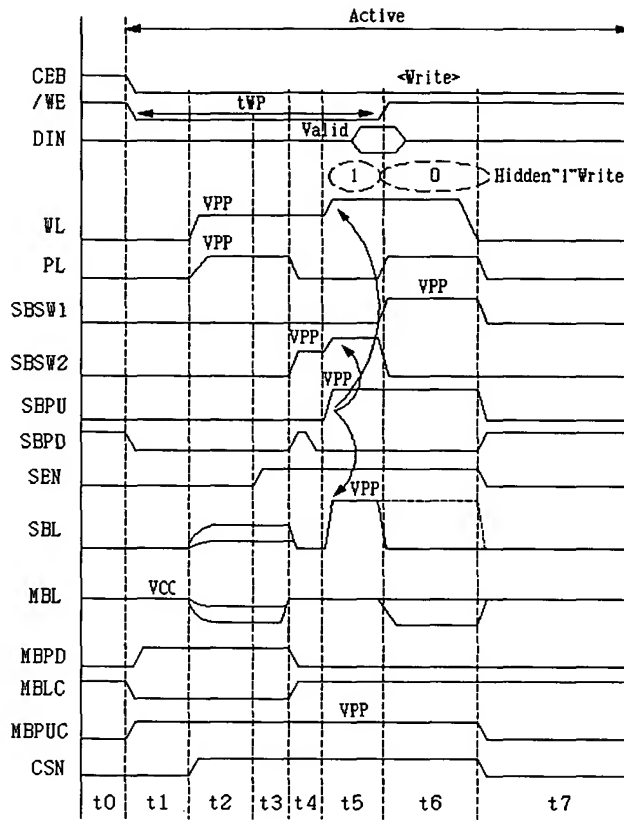 Active
CEB
<Write>
/WE
tWP
DIN
Valid
1
0
Hidden"1"Write
WL
VPP
PL
VPP
SBSW1
VPP
SBSW2
VPP
SBPU
VPP
SBPD
SEN
SBL
VPP
MBL
VCC
MBPD
MBLC
MBPUC
VPP
CSN
t0 t1 t2 t3 t4 t5 t6 t7